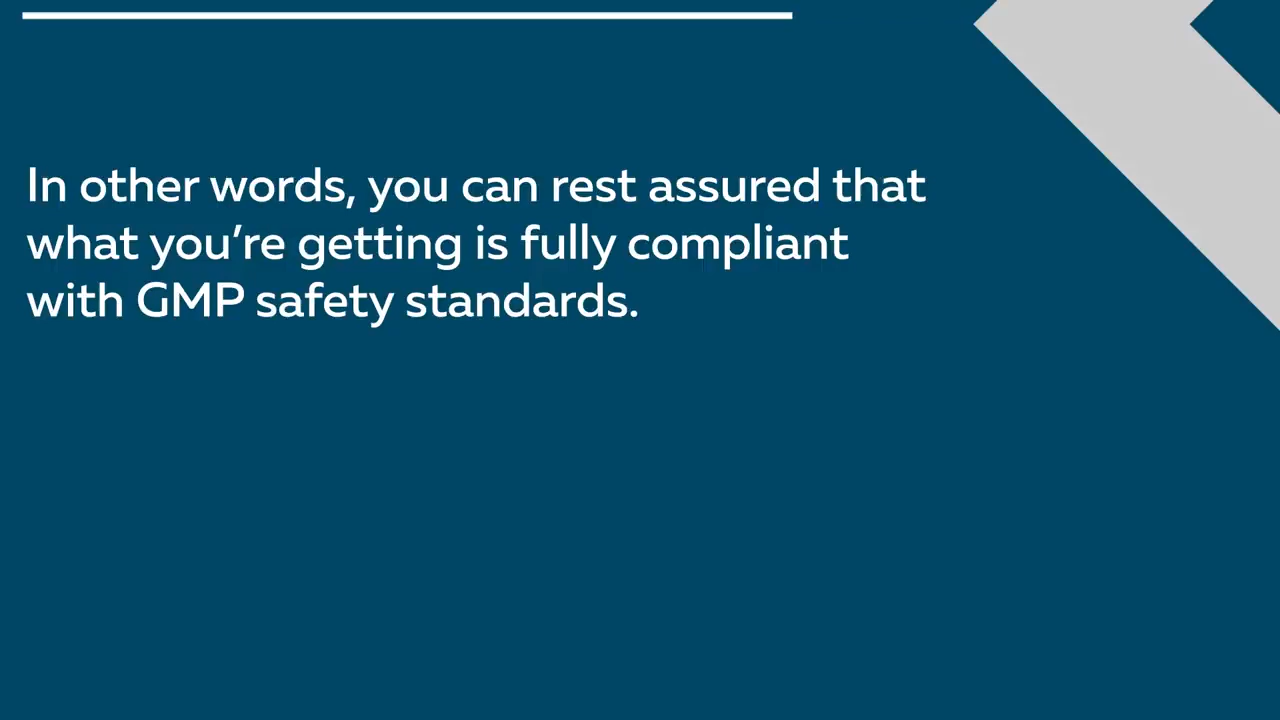 In other words, you can rest assured that
what you’re getting is fully compliant
with GMP safety standards.